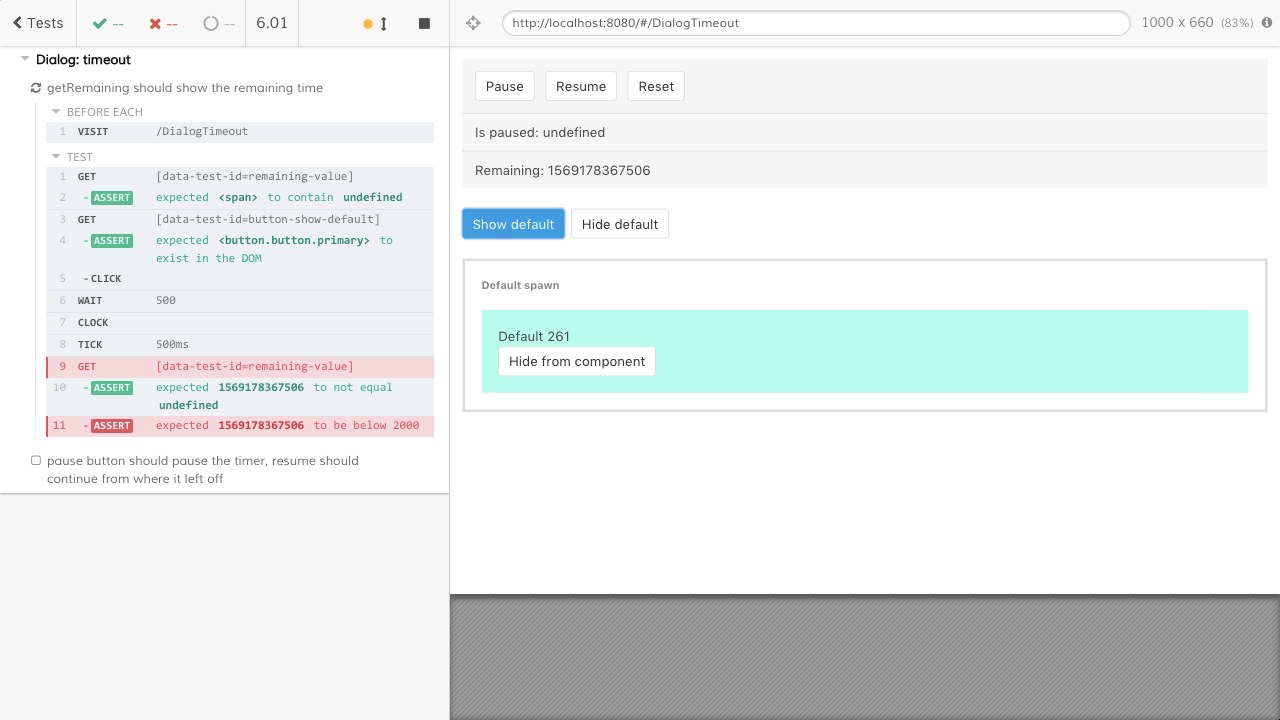 Tests -- -- -- 6.01
Dialog: timeout
getRemaining should show the remaining time
BEFORE EACH
1 VISIT /DialogTimeout
TEST
1 GET [data-test-id=remaining-value]
2 -ASSERT expected <span> to contain undefined
3 GET [data-test-id=button-show-default]
4 -ASSERT expected <button.button.primary> to
exist in the DOM
5 -CLICK
6 WAIT 500
7 CLOCK
8 TICK 500ms
9 GET [data-test-id=remaining-value]
10 -ASSERT expected 1569178367506 to not equal
undefined
11 -ASSERT expected 1569178367506 to be below 2000
pause button should pause the timer, resume should
continue from where it left off
http://localhost:8080/#/DialogTimeout 1000 x 660 (83%)
Pause Resume Reset
Is paused: undefined
Remaining: 1569178367506
Show default Hide default
Default spawn
Default 261
Hide from component